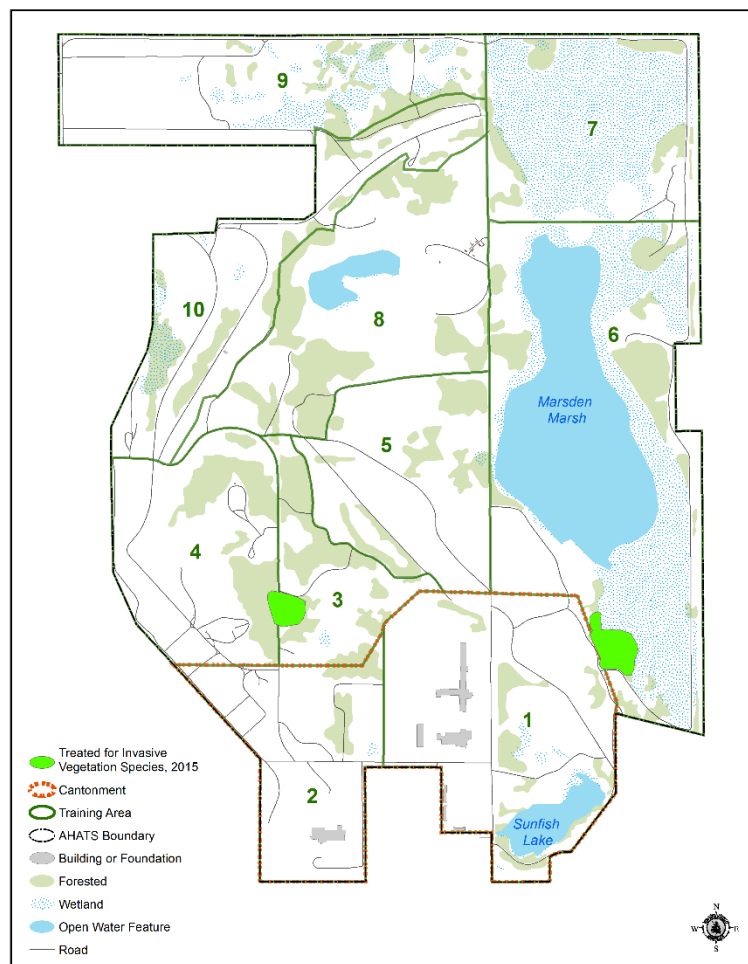 9
7
10
8
6
Marsden
Marsh
5
4
3
1
2
Sunfish
Lake
Treated for Invasive
Vegetation Species, 2015
Cantonment
Training Area
AHATS Boundary
Building or Foundation
Forested
Wetland
Open Water Feature
Road
N
W
E
S